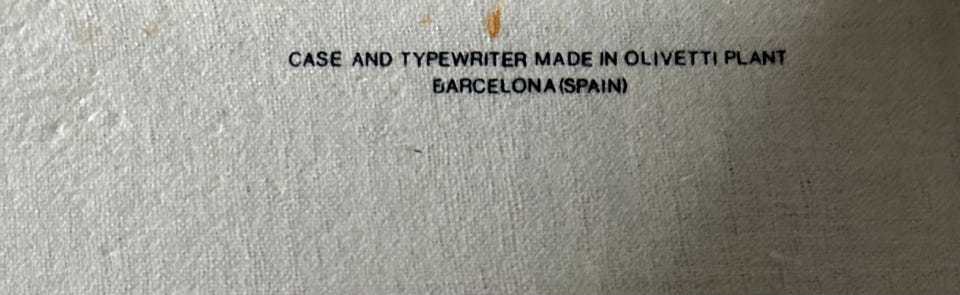 CASE AND TYPEWRITER MADE IN OLIVETTI PLANT
BARCELONA (SPAIN)